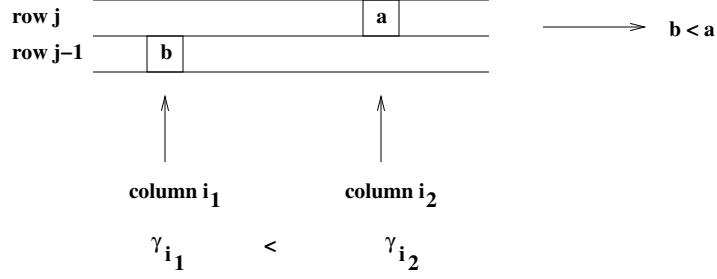 row j a b < a
row j–1 b
column i1 column i2
γi1 < γi2